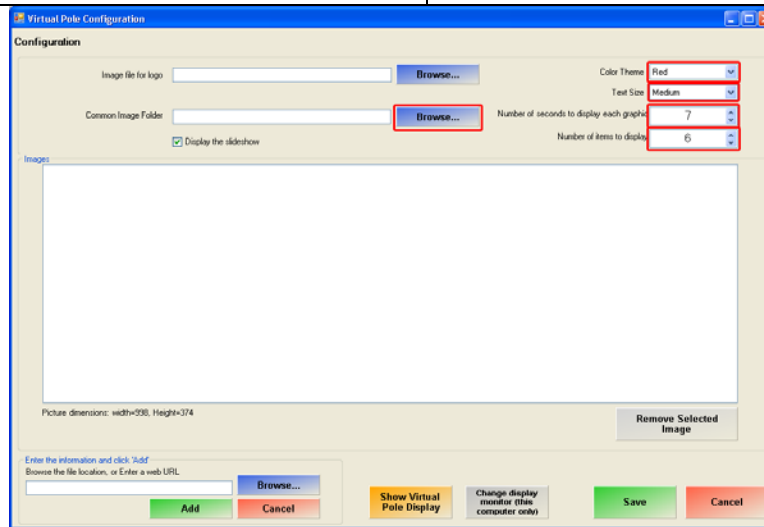 Virtual Pole Configuration
Configuration
Image file for logo
Browse...
Color Theme Red
Text Size Medium
Common Image Folder
Browse...
Number of seconds to display each graphic 7
Display the slideshow
Number of items to display 6
Images
Picture dimensions: width=998, Height=374
Remove Selected
Image
Enter the information and click 'Add'
Browse the file location, or Enter a web URL
Browse...
Add
Cancel
Show Virtual
Pole Display
Change display
monitor (this
computer only)
Save
Cancel